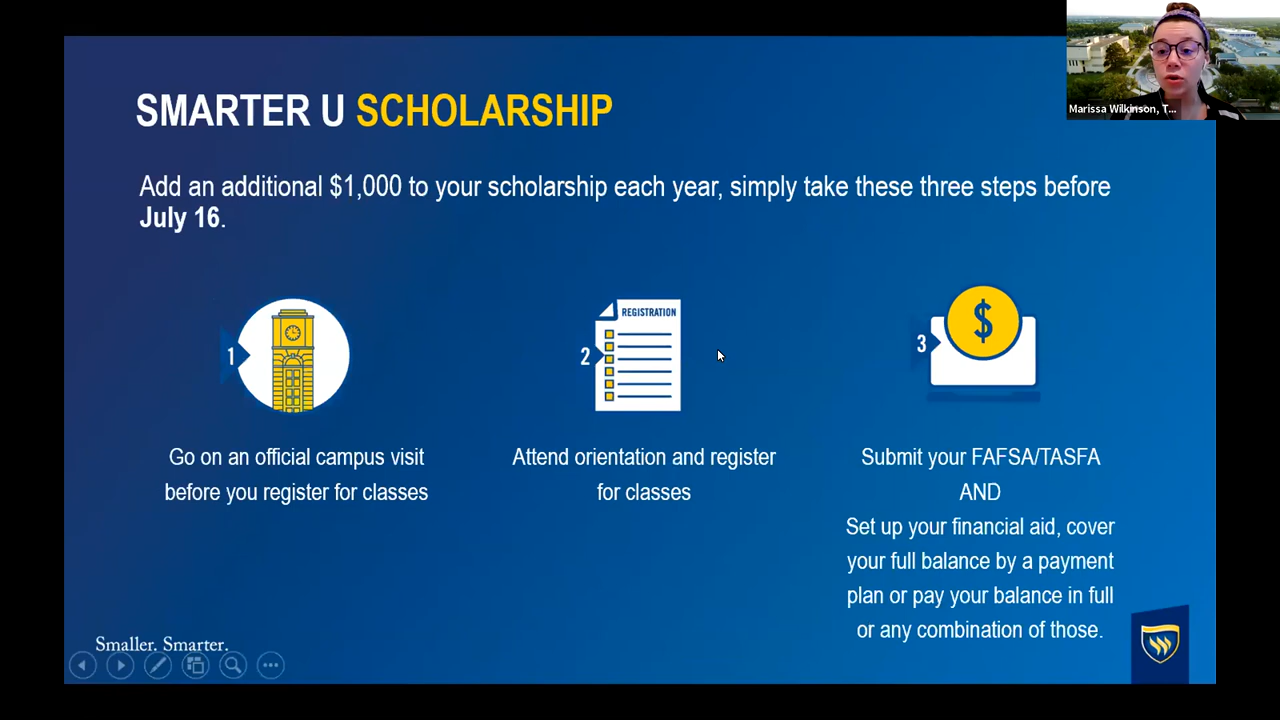 Marissa Wilkinson, T...
SMARTER U SCHOLARSHIP
Add an additional $1,000 to your scholarship each year, simply take these three steps before
July 16.
1
2
REGISTRATION
3
$
Go on an official campus visit
before you register for classes
Attend orientation and register
for classes
Submit your FAFSA/TASFA
AND
Set up your financial aid, cover
your full balance by a payment
plan or pay your balance in full
or any combination of those.
Smaller. Smarter.